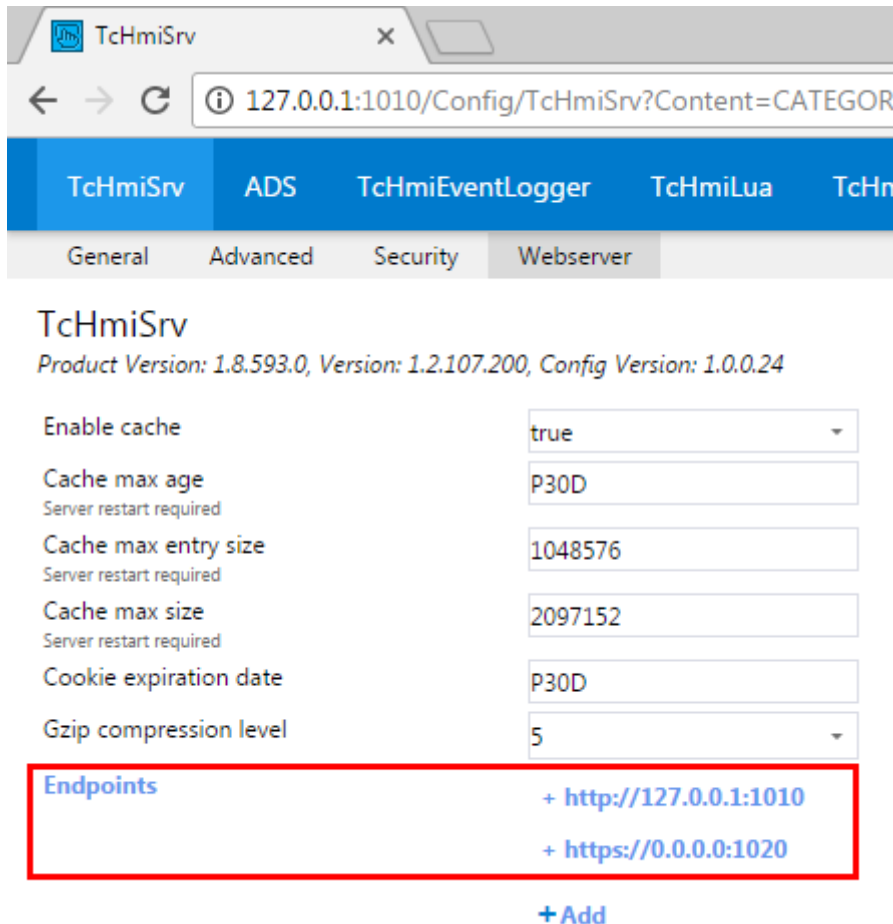 TcHmiSrv
127.0.0.1:1010/Config/TcHmiSrv?Content=CATEGOR
TcHmiSrv ADS TcHmiEventLogger TcHmiLua TcHm
General Advanced Security Webserver
TcHmiSrv
Product Version: 1.8.593.0, Version: 1.2.107.200, Config Version: 1.0.0.24
Enable cache true
Cache max age P30D
Server restart required
Cache max entry size 1048576
Server restart required
Cache max size 2097152
Server restart required
Cookie expiration date P30D
Gzip compression level 5
Endpoints + http://127.0.0.1:1010
+ https://0.0.0.0:1020
+Add